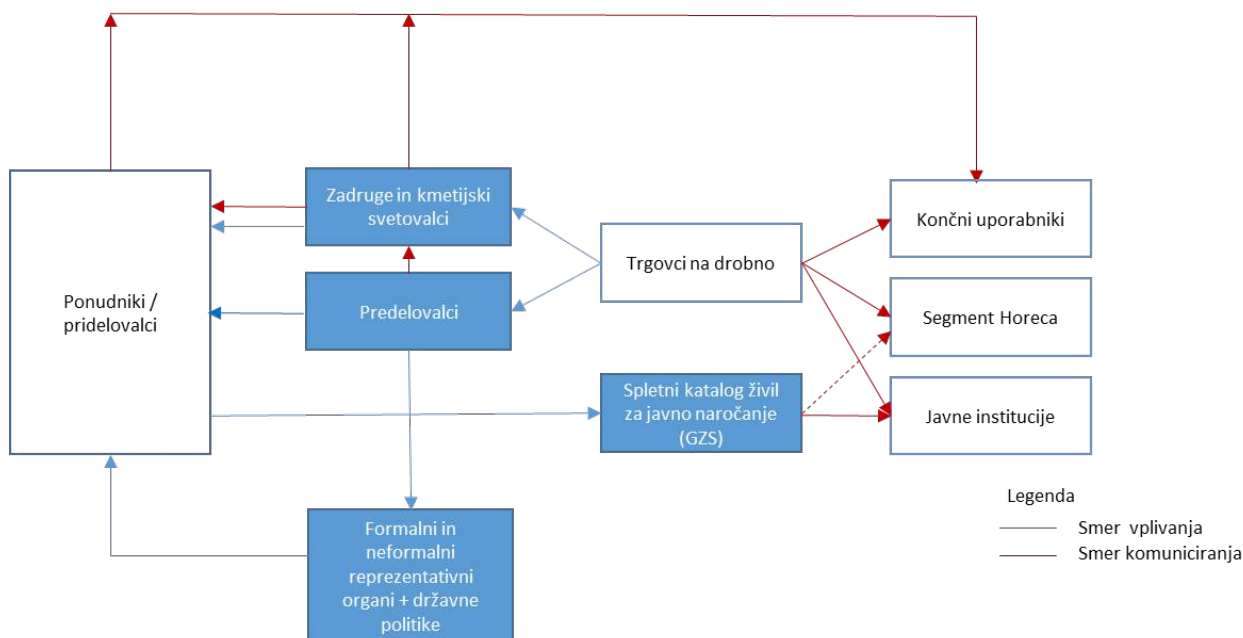 Ponudniki /
pridelovalci
Zadruge in kmetijski
svetovalci
Predelovalci
Formalni in
neformalni
reprezentativni
organi + državne
politike
Trgovci na drobno
Spletni katalog živil
za javno naročanje
(GZS)
Končni uporabniki
Segment Horeca
Javne institucije
Legenda
Smer vplivanja
Smer komuniciranja